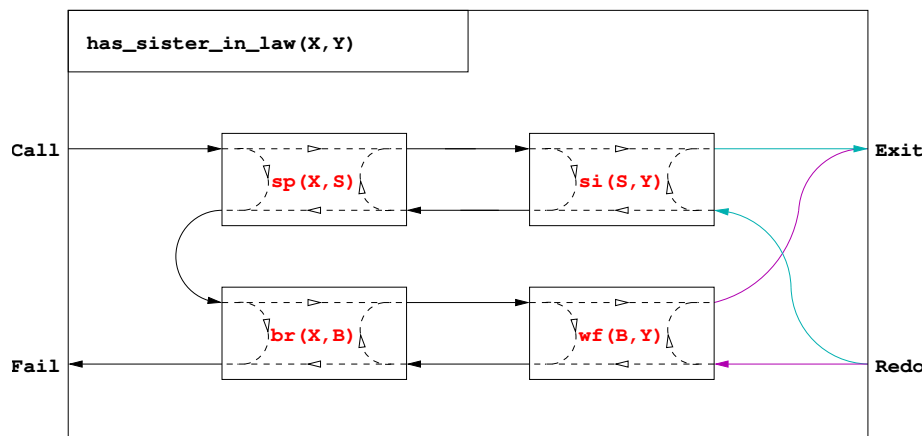 has_sister_in_law(X,Y)
Call
Exit
sp(X,S)
si(S,Y)
br(X,B)
wf(B,Y)
Fail
Redo